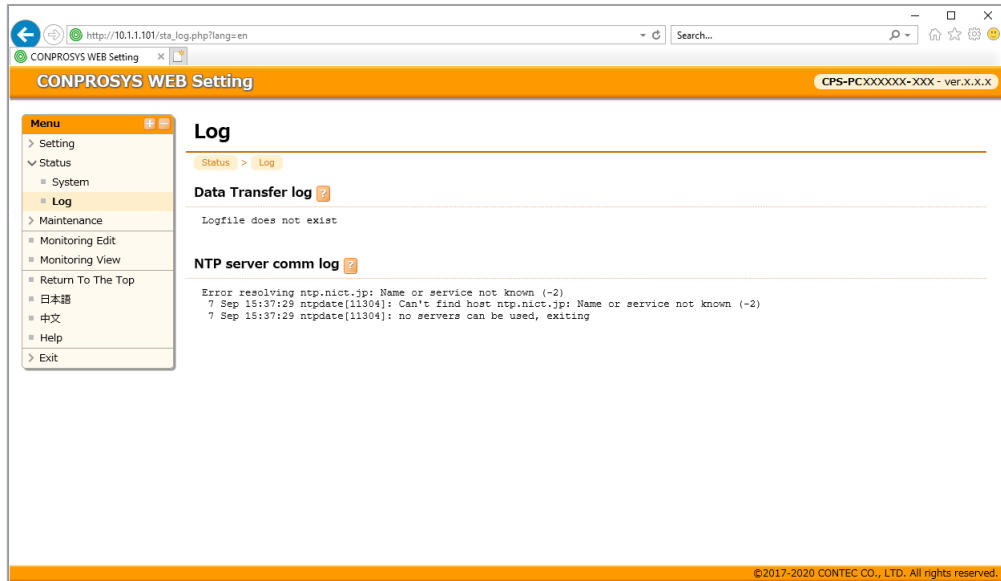 http://10.1.1.101/sta_log.php?lang=en
Search...
CONPROSYS WEB Setting
CONPROSYS WEB Setting
CPS-PCXXXXXX-XXX - ver.x.x.x
Menu
Setting
Status
System
Log
Maintenance
Monitoring Edit
Monitoring View
Return To The Top
日本語
中文
Help
Exit
Log
Status > Log
Data Transfer log ?
Logfile does not exist
NTP server comm log ?
Error resolving ntp.nict.jp: Name or service not known (-2)
7 Sep 15:37:29 ntpdate[11304]: Can't find host ntp.nict.jp: Name or service not known (-2)
7 Sep 15:37:29 ntpdate[11304]: no servers can be used, exiting
©2017-2020 CONTEC CO., LTD. All rights reserved.